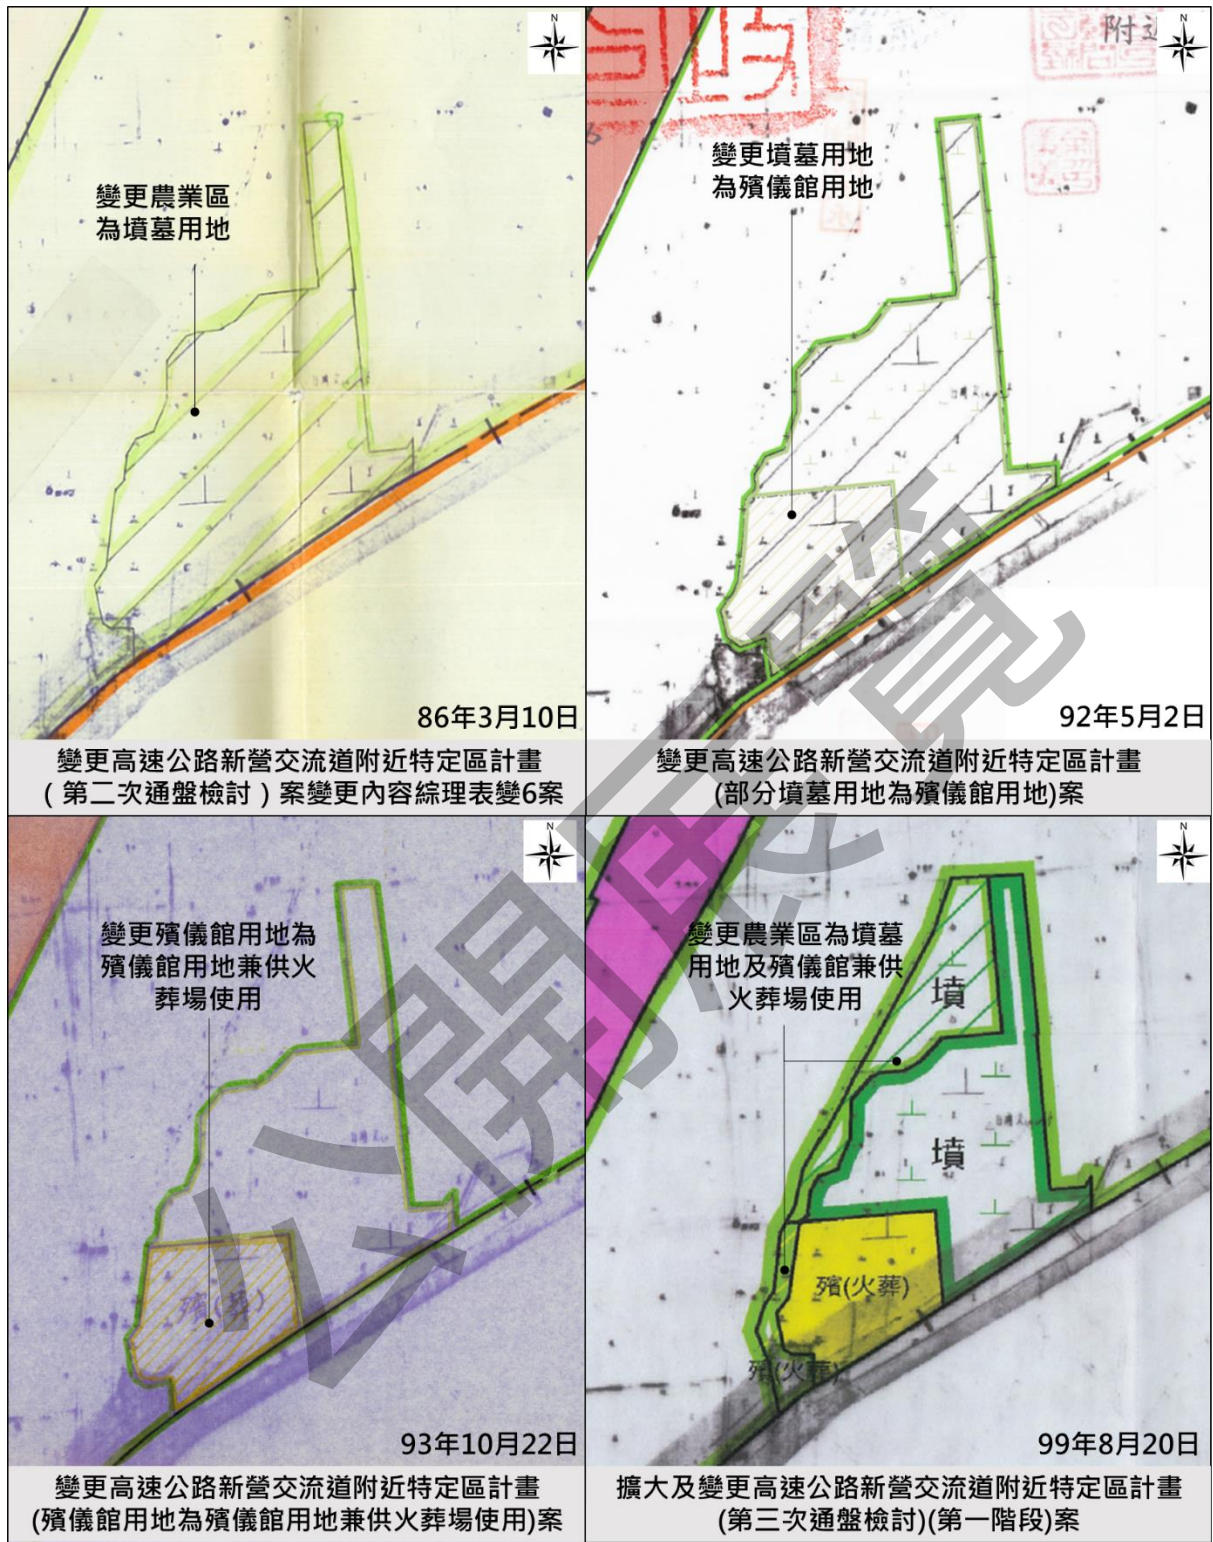 N
變更農業區
為墳墓用地
86年3月10日
變更高速公路新營交流道附近特定區計畫
(第二次通盤檢討)案變更內容綜理表變6案
附近
N
變更墳墓用地
為殯儀館用地
92年5月2日
變更高速公路新營交流道附近特定區計畫
(部分墳墓用地為殯儀館用地)案
N
變更殯儀館用地為
殯儀館用地兼供火
葬場使用
殯(葬)
93年10月22日
變更高速公路新營交流道附近特定區計畫
(殯儀館用地為殯儀館用地兼供火葬場使用)案
N
變更農業區為墳墓
用地及殯儀館兼供
火葬場使用
墳
墳
殯(火葬)
殯(火葬)
99年8月20日
擴大及變更高速公路新營交流道附近特定區計畫
(第三次通盤檢討)(第一階段)案
公開展覽